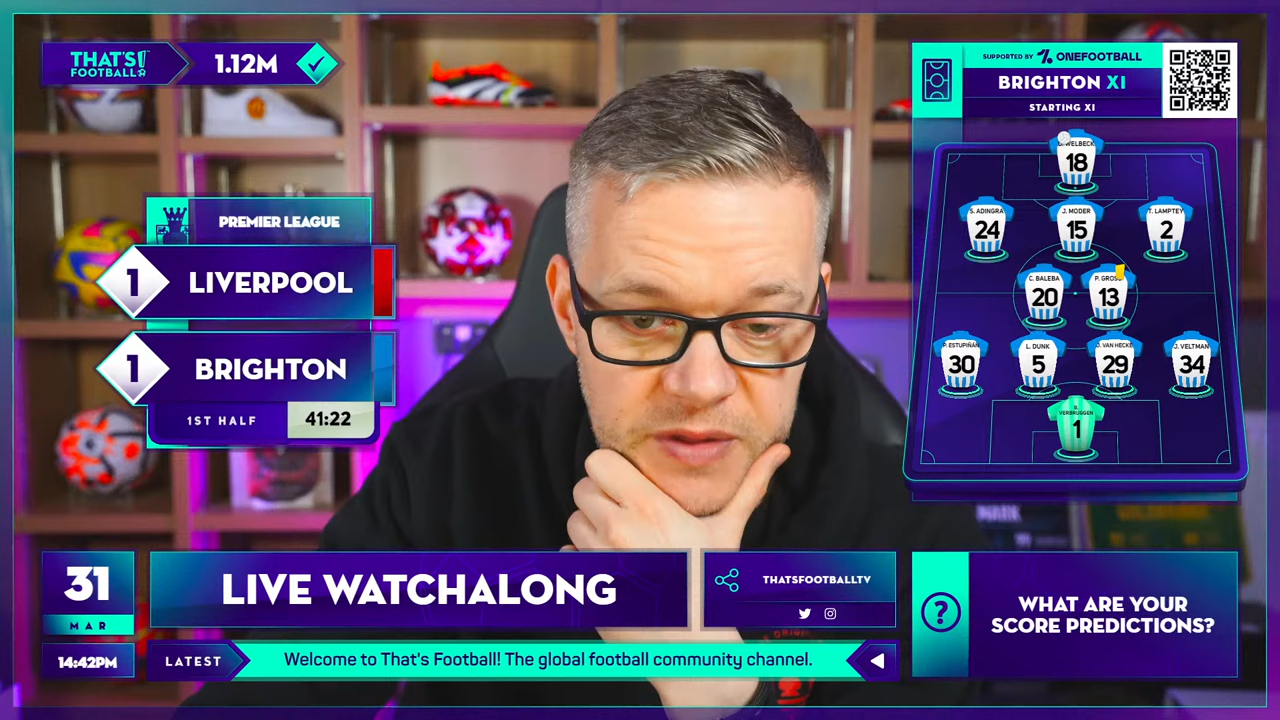 THAT'S!
FOOTBALL
1.12M
SUPPORTED BY ONEFOOTBALL
BRIGHTON XI
STARTING XI
PREMIER LEAGUE
1 LIVERPOOL
1 BRIGHTON
1ST HALF 41:22
WELBECK
18
S. ADINGRA
24
J. MODER
15
T. LAMPTEY
2
C. BALEBA
20
P. GROSS
13
P. ESTUPIÑÁN
30
L. DUNK
5
J. VAN HECKE
29
J. VELTMAN
34
VERBRUGGEN
1
MARK
31
MAR
14:42PM
LIVE WATCHALONG
THATSFOOTBALLTV
LATEST
Welcome to That's Football! The global football community channel.
?
WHAT ARE YOUR
SCORE PREDICTIONS?